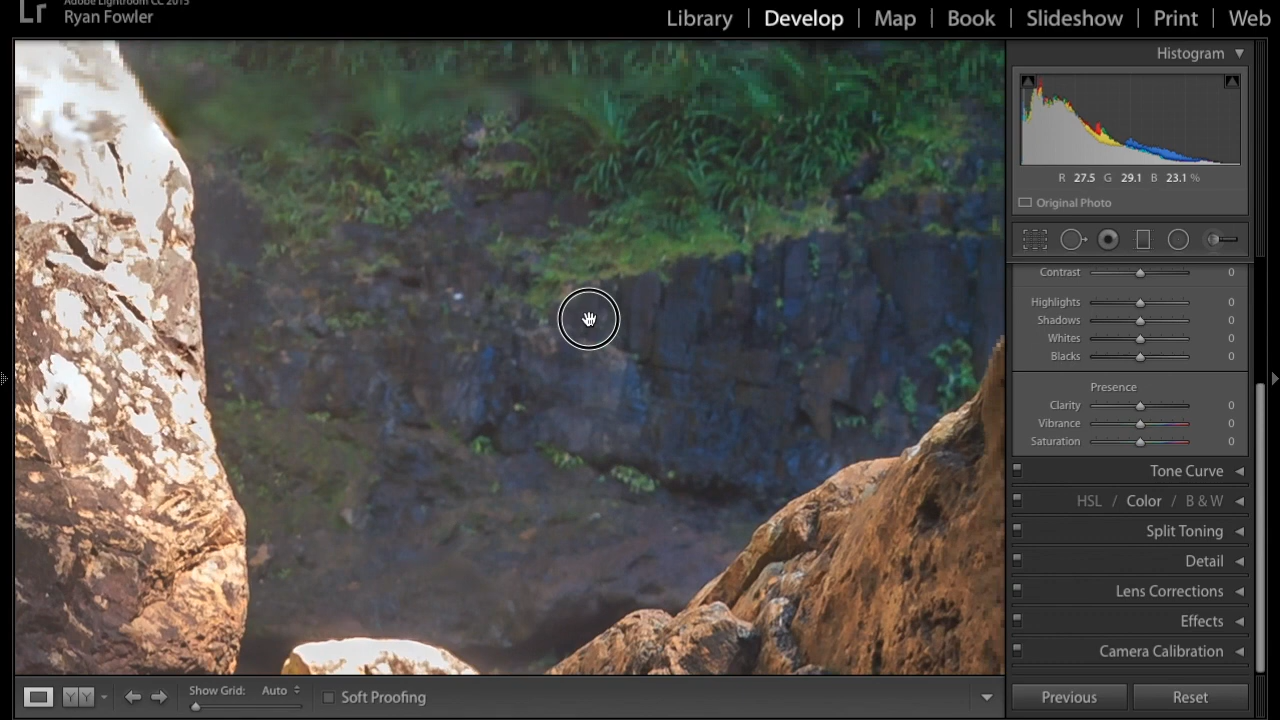 Lr
Adobe Lightroom CC 2015
Ryan Fowler
Library | Develop | Map | Book | Slideshow | Print | Web
Histogram
R 27.5 G 29.1 B 23.1 %
Original Photo
Contrast 0
Highlights 0
Shadows 0
Whites 0
Blacks 0
Presence
Clarity 0
Vibrance 0
Saturation 0
Tone Curve
HSL / Color / B & W
Split Toning
Detail
Lens Corrections
Effects
Camera Calibration
Y Y
Show Grid: Auto
Soft Proofing
Previous
Reset